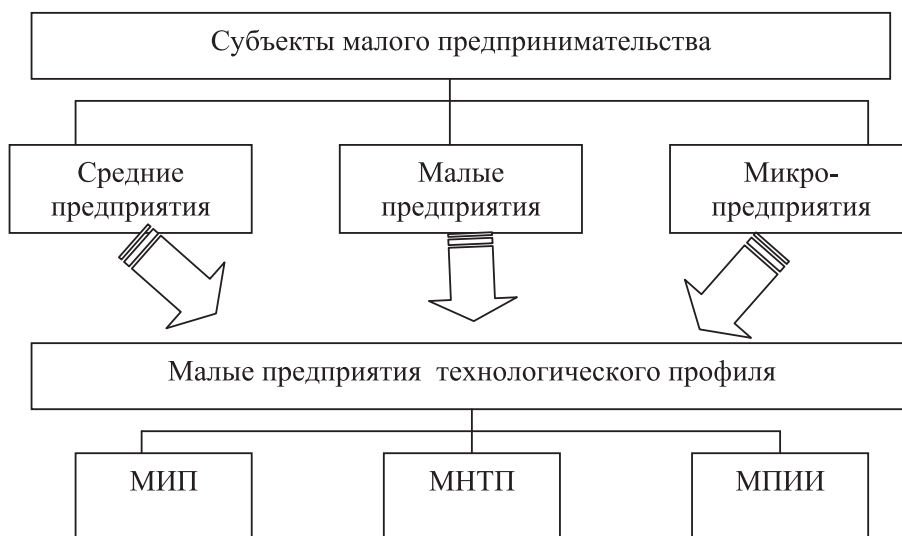 Субъекты малого предпринимательства
Средние
предприятия
Малые
предприятия
Микро-
предприятия
Малые предприятия технологического профиля
МИП
МНТП
МПИИ